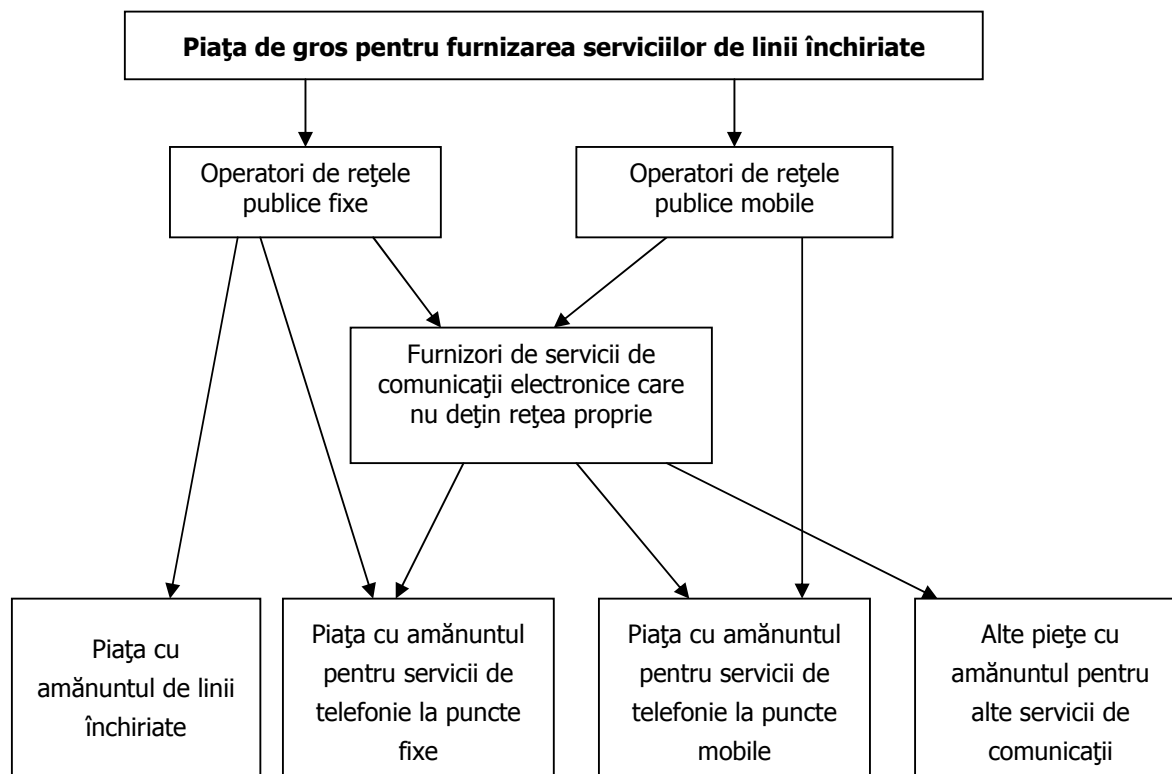 Piaţa de gros pentru furnizarea serviciilor de linii închiriate
Operatori de reţele
publice fixe
Operatori de reţele
publice mobile
Furnizori de servicii de
comunicaţii electronice care
nu deţin reţea proprie
Piaţa cu
amănuntul de linii
închiriate
Piaţa cu amănuntul
pentru servicii de
telefonie la puncte
fixe
Piaţa cu amănuntul
pentru servicii de
telefonie la puncte
mobile
Alte pieţe cu
amănuntul pentru
alte servicii de
comunicaţii